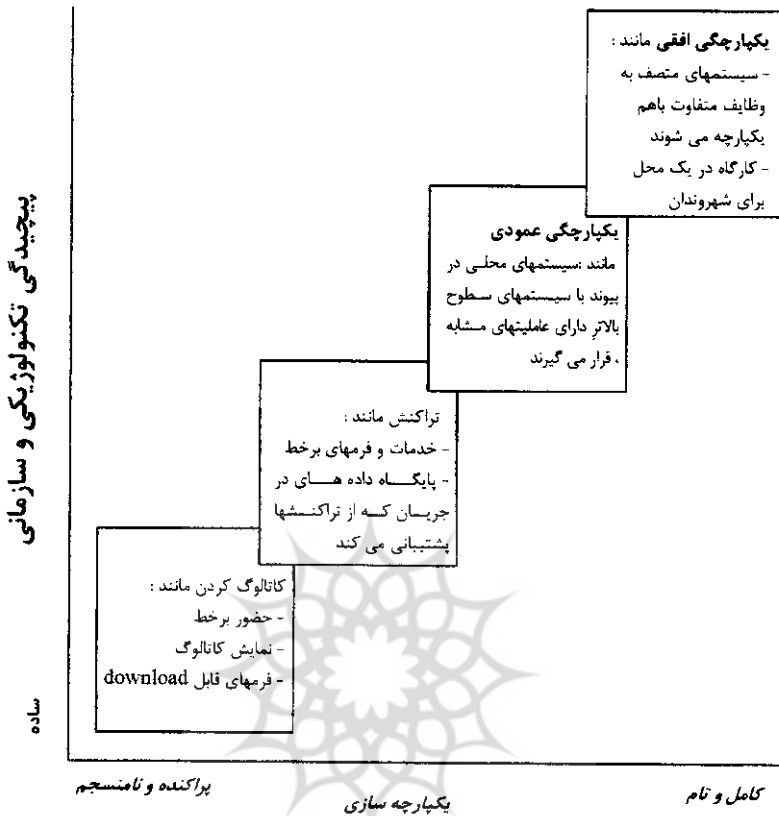 یکپارچگی افقی مانند :
- سیستمهای متصف به
وظایف متفاوت باهم
یکپارچه می شوند
- کارگاه در یک محل
برای شهروندان
یکپارچگی عمودی
مانند :سیستمهای محلی در
پیوند با سیستمهای سطوح
بالاترِ دارای عاملیتهای مشابه
، قرار می گیرند
تراکنش مانند :
- خدمات و فرمهای برخط
- پایگاه داده های در
جریان که از تراکنشها
پشتیبانی می کند
کاتالوگ کردن مانند :
- حضور برخط
- نمایش کاتالوگ
- فرمهای قابل download
پیچیدگی تکنولوژیکی و سازمانی
ساده
پراکنده و نامنسجم
یکپارچه سازی
کامل و تام